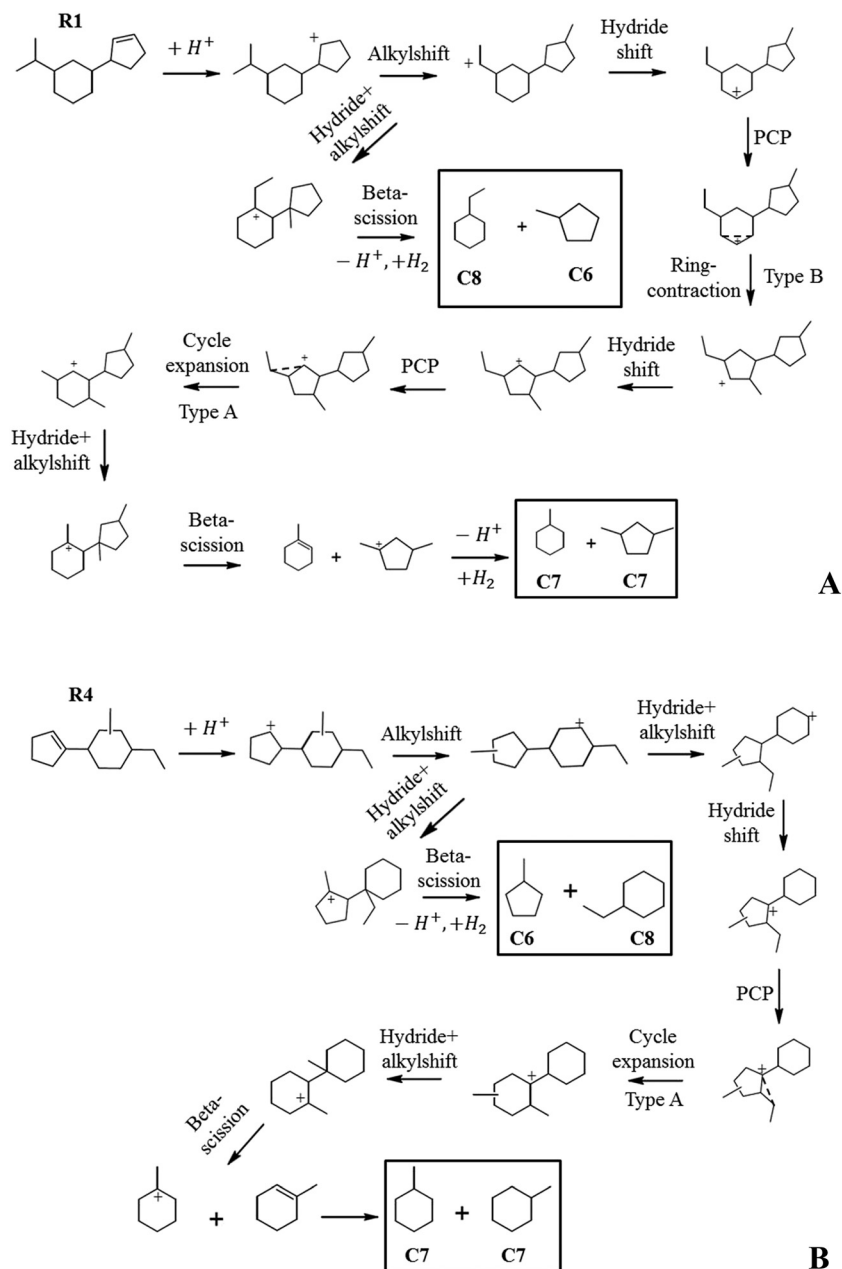 R1
+ H⁺
+
Alkylshift
+
Hydride
shift
+
Hydride+
alkylshift
PCP
+
Beta-
scission
− H⁺, +H₂
+
C8
C6
+
Ring-
contraction
Type B
+
Cycle
expansion
Type A
+
PCP
+
Hydride
shift
+
Hydride+
alkylshift
+
Beta-
scission
+
+
− H⁺
+H₂
+
C7
C7
A
R4
+ H⁺
+
Alkylshift
+
Hydride+
alkylshift
+
Hydride+
alkylshift
Hydride
shift
+
Beta-
scission
− H⁺, +H₂
+
C6
C8
+
PCP
+
Hydride+
alkylshift
+
Cycle
expansion
Type A
+
Beta-
scission
+
+
+
C7
C7
B